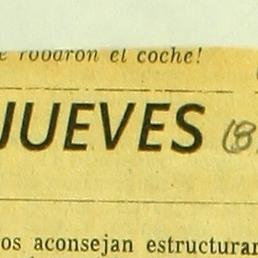 e robaron el coche!
JUEVES (8
os aconsejan estructurar